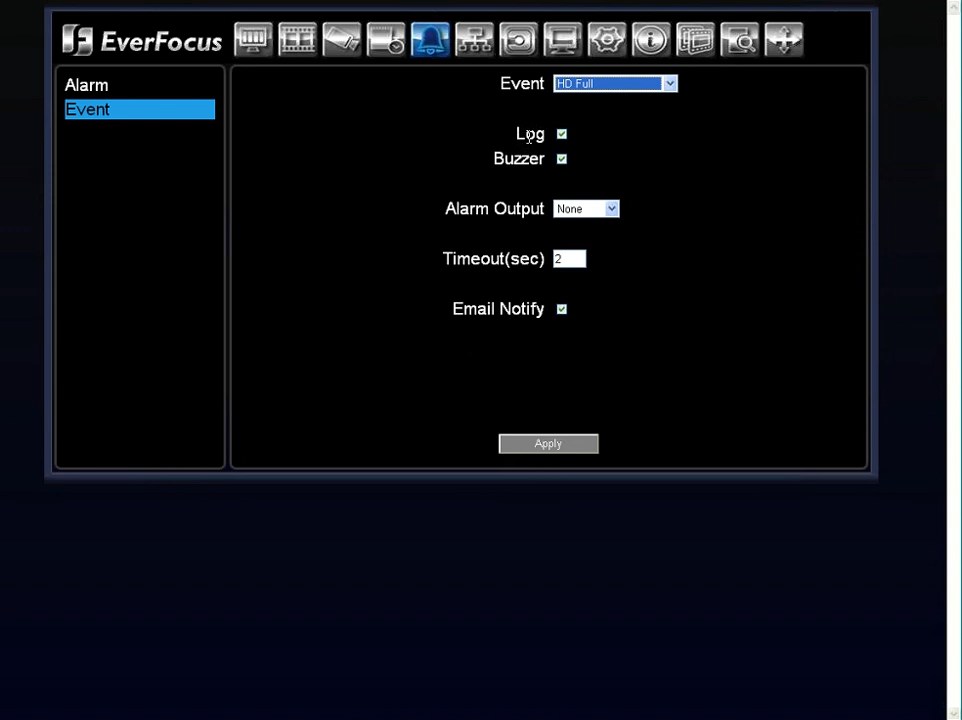 EverFocus
Alarm
Event
Event HD Full
Log
Buzzer
Alarm Output None
Timeout(sec) 2
Email Notify
Apply